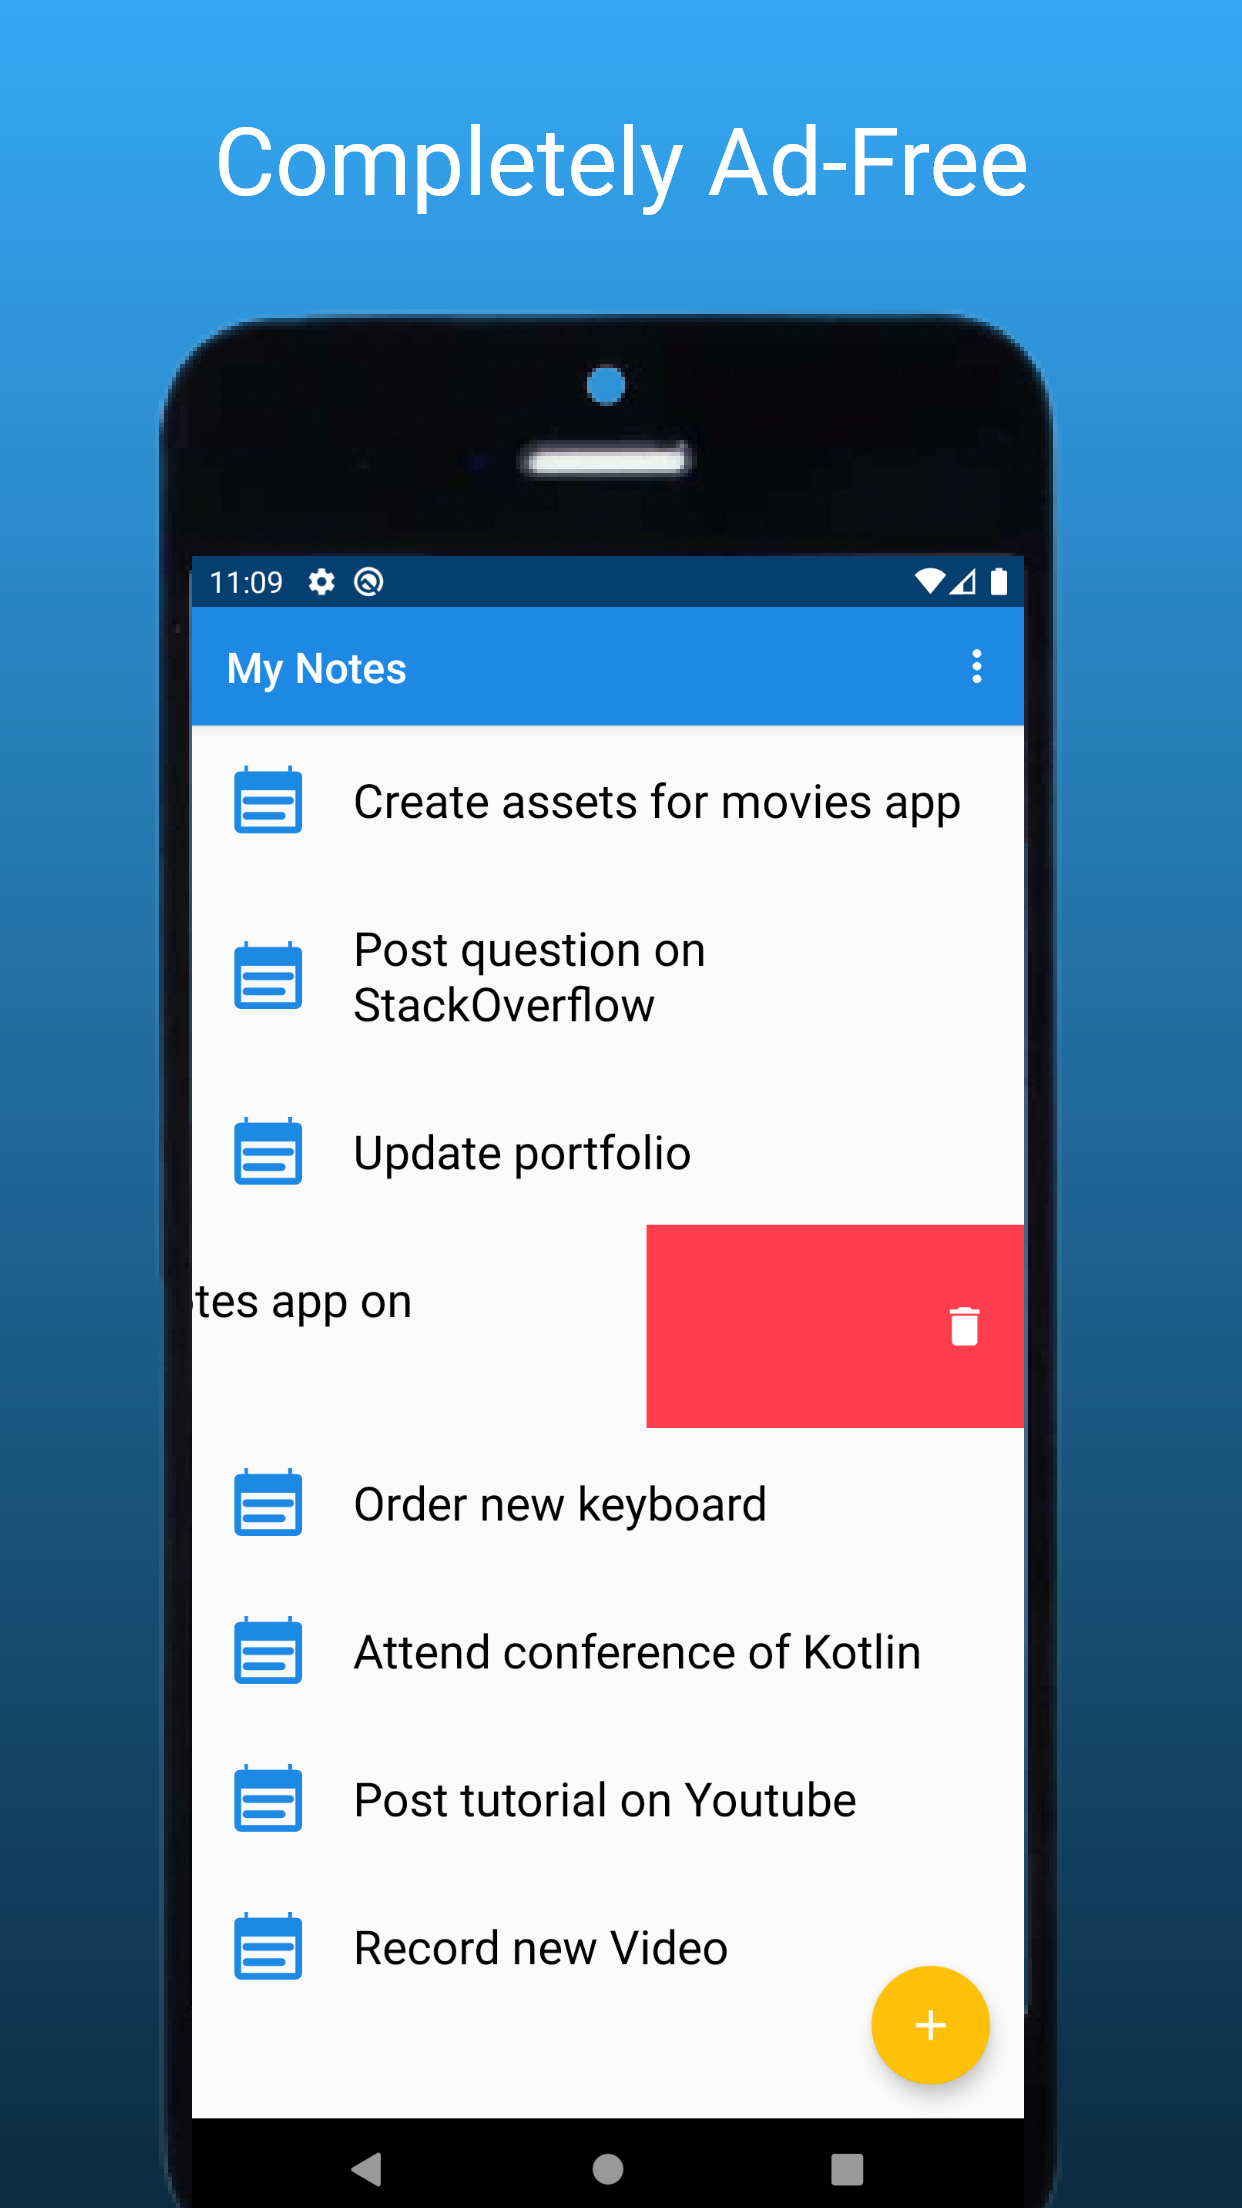 Completely Ad-Free
11:09
My Notes
Create assets for movies app
Post question on
StackOverflow
Update portfolio
tes app on
Order new keyboard
Attend conference of Kotlin
Post tutorial on Youtube
Record new Video